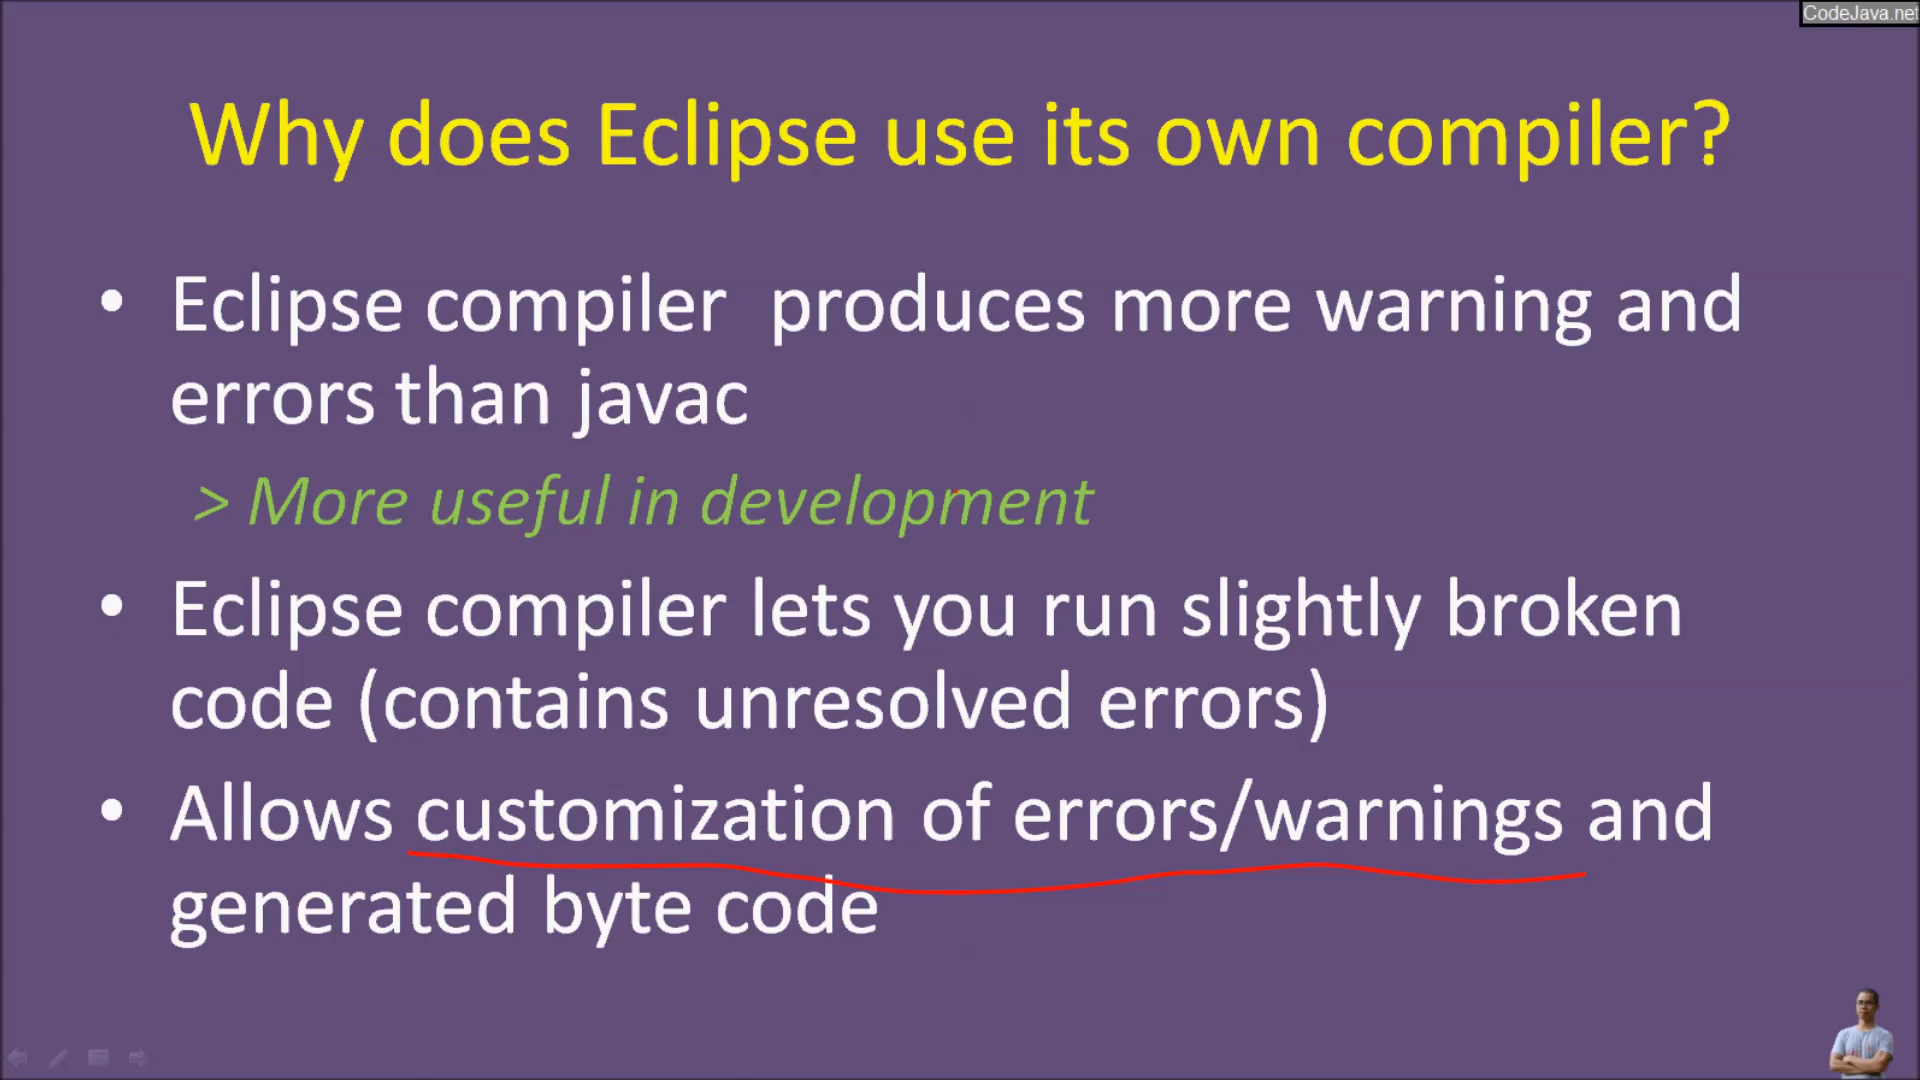 CodeJava.net
Why does Eclipse use its own compiler?
• Eclipse compiler  produces more warning and
errors than javac
> More useful in development
• Eclipse compiler lets you run slightly broken
code (contains unresolved errors)
• Allows customization of errors/warnings and
generated byte code